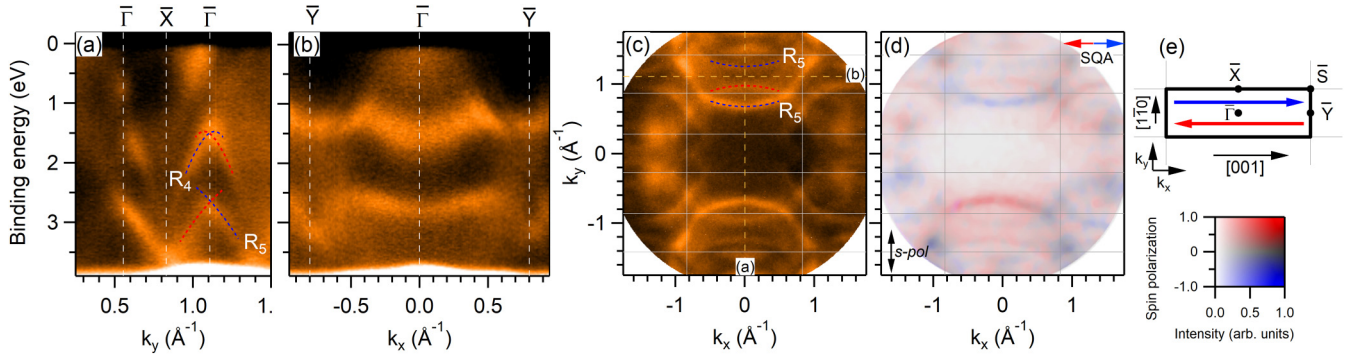 Γ̅ X̅ Γ̅
Y̅ Γ̅ Y̅
(a)
(b)
(c)
(d)
(e)
Binding energy (eV)
0
1
2
3
R4
R5
0.5 1.0 1.
k_y (Å⁻¹)
-0.5 0.0 0.5
k_x (Å⁻¹)
R5
R5
(b)
(a)
k_y (Å⁻¹)
1
0
-1
-1 0 1
k_x (Å⁻¹)
SQA
s-pol
-1 0 1
k_x (Å⁻¹)
X̅ S̅
Γ̅ Y̅
[11̅0]
k_y
k_x
[001]
Spin polarization
1.0
0.0
-1.0
0.0 0.5 1.0
Intensity (arb. units)